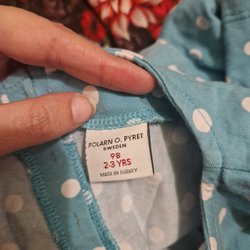 POLARN O. PYRET
SWEDEN
98
2-3 YRS
MADE IN TURKEY